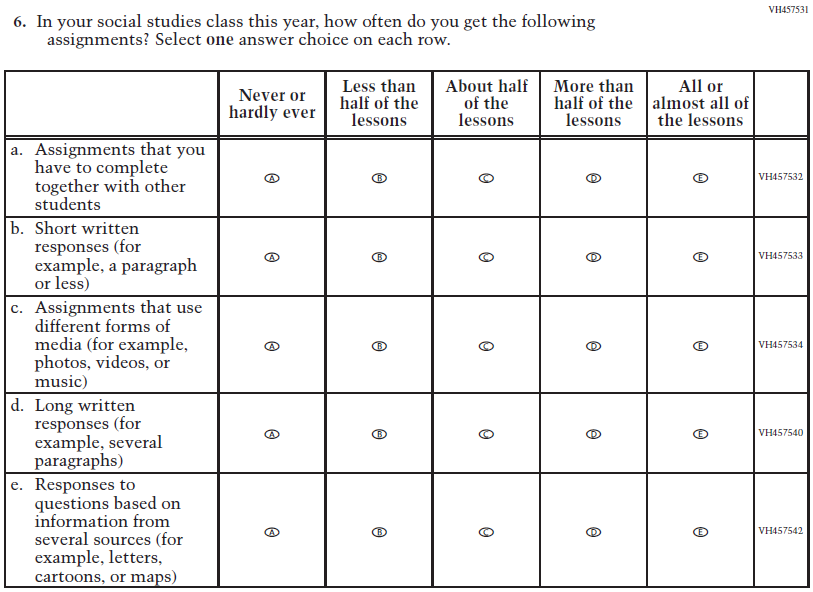 VH457531
6. In your social studies class this year, how often do you get the following
assignments? Select one answer choice on each row.
Never or
hardly ever
Less than
half of the
lessons
About half
of the
lessons
More than
half of the
lessons
All or
almost all of
the lessons
a. Assignments that you
have to complete
together with other
students
A B C D E VH457532
b. Short written
responses (for
example, a paragraph
or less)
A B C D E VH457533
c. Assignments that use
different forms of
media (for example,
photos, videos, or
music)
A B C D E VH457534
d. Long written
responses (for
example, several
paragraphs)
A B C D E VH457540
e. Responses to
questions based on
information from
several sources (for
example, letters,
cartoons, or maps)
A B C D E VH457542